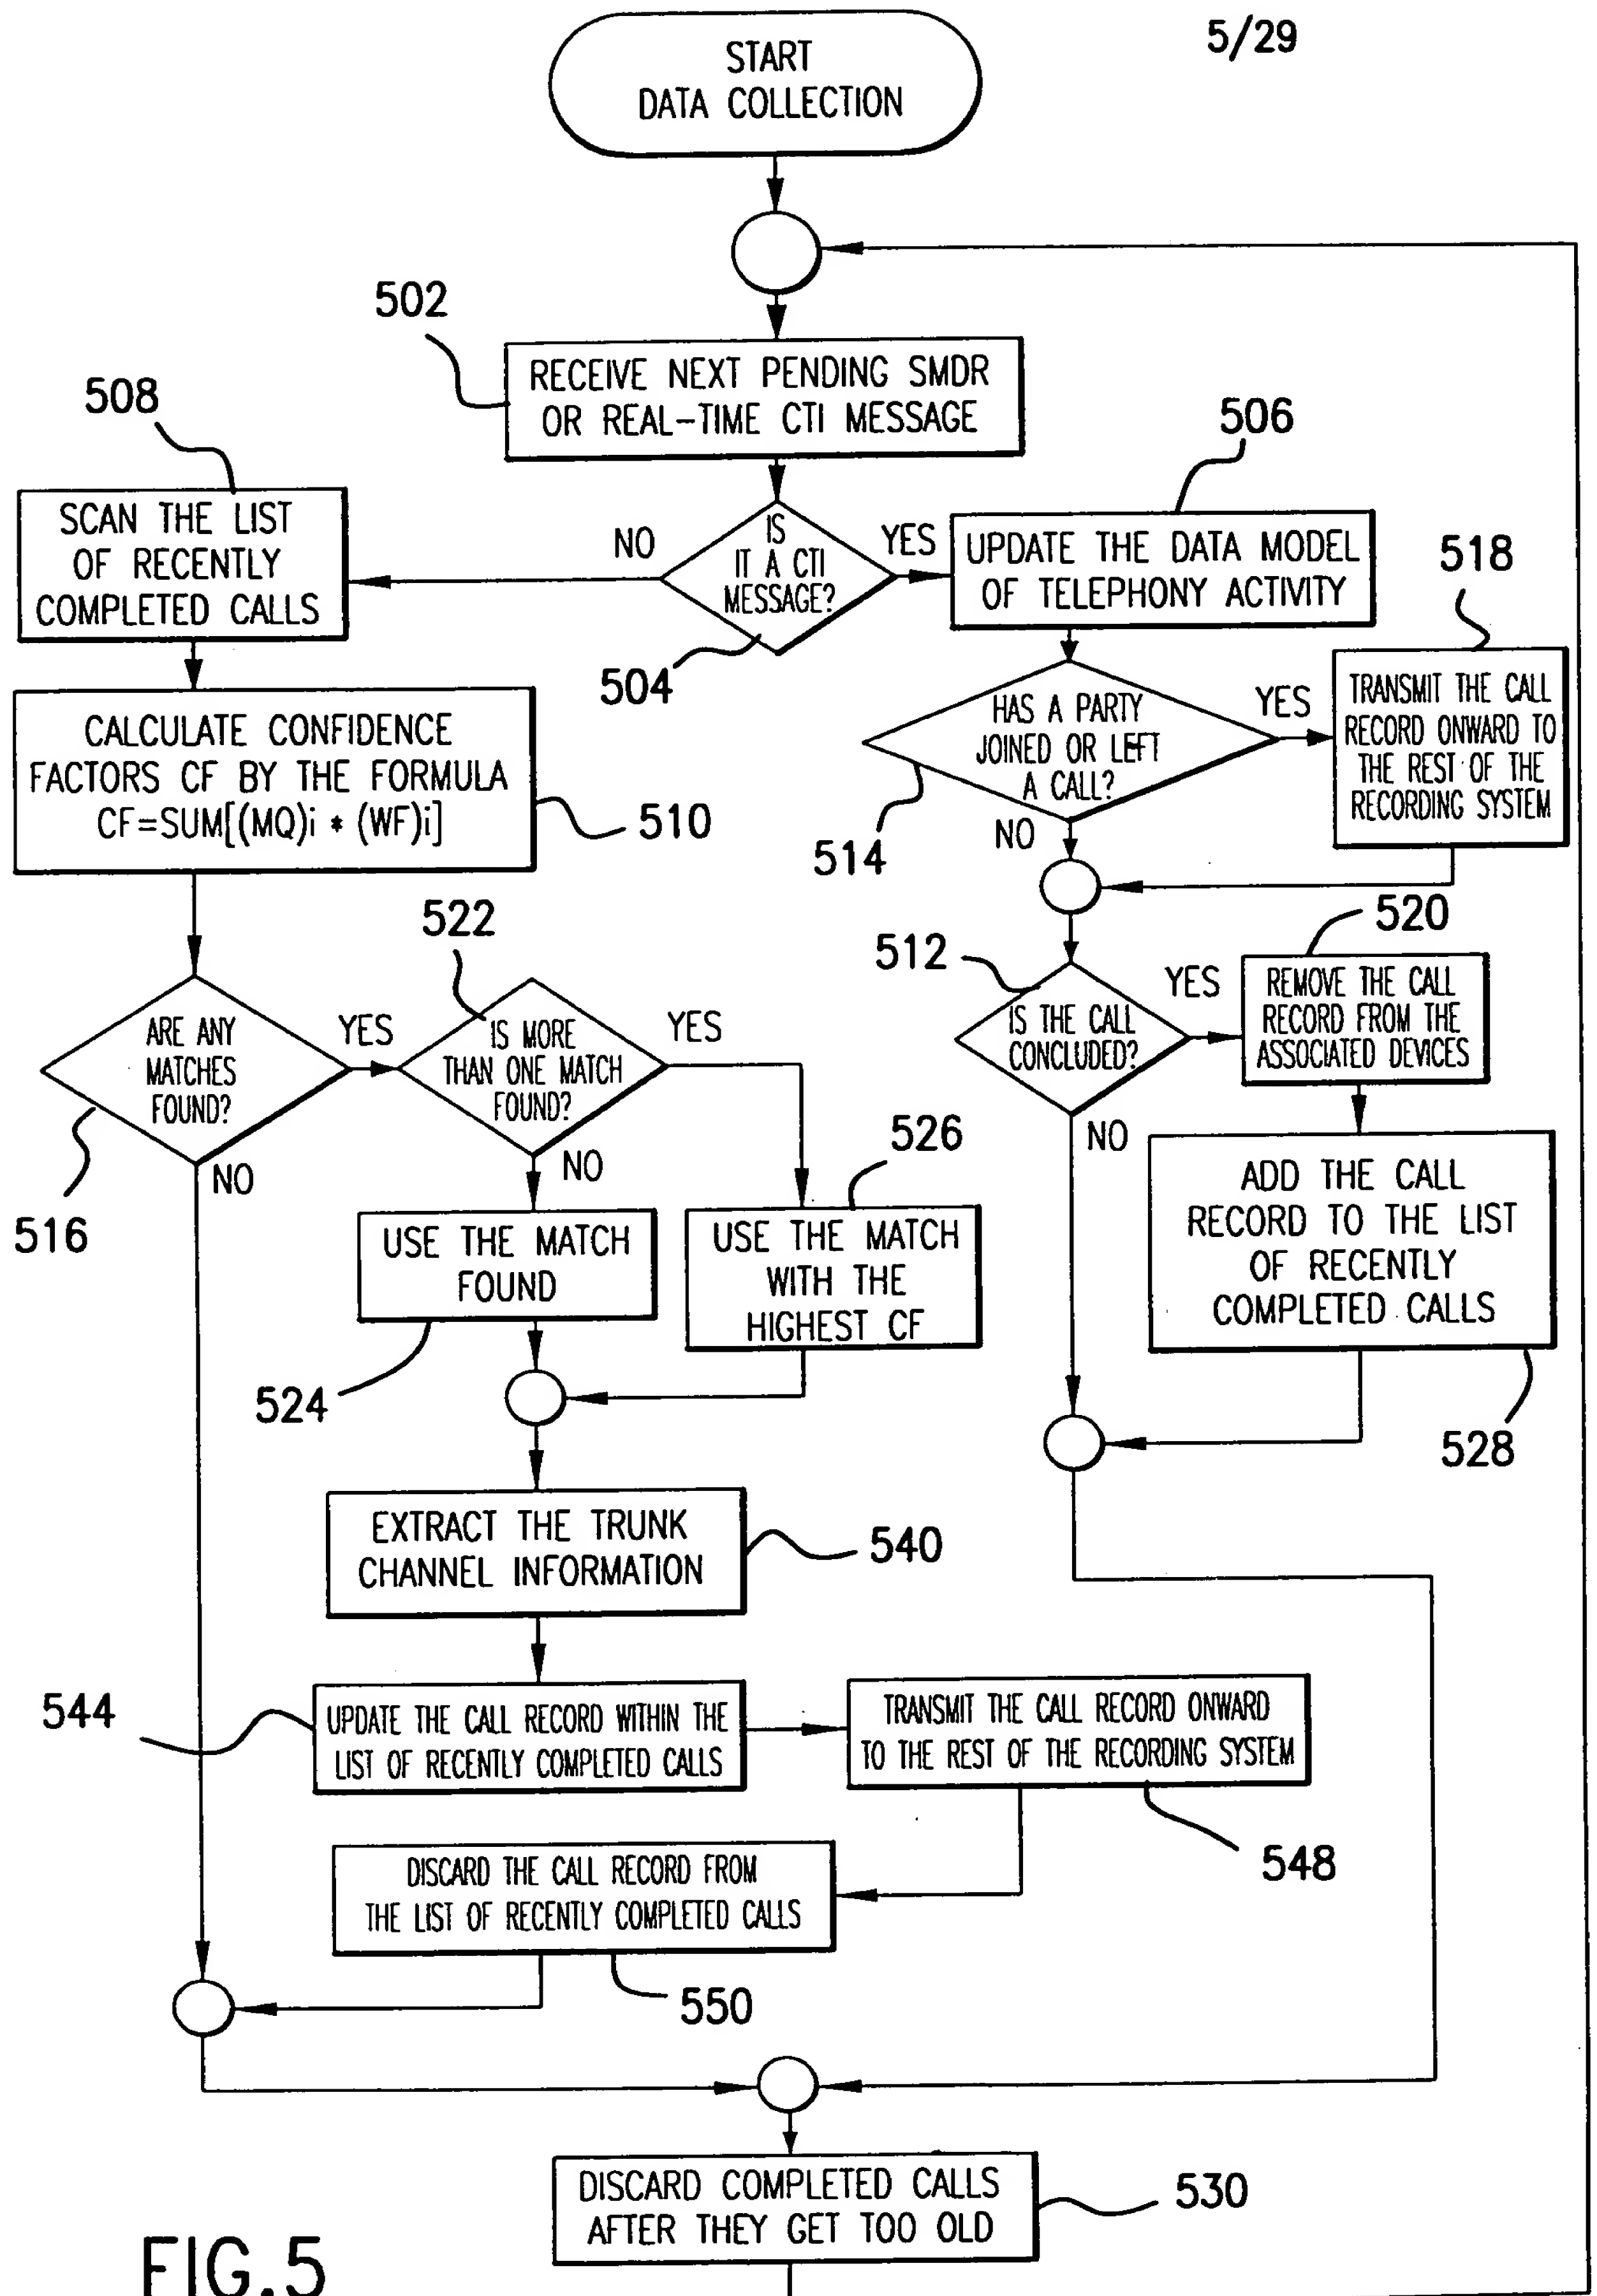 5/29
START
DATA COLLECTION
502
RECEIVE NEXT PENDING SMDR
OR REAL-TIME CTI MESSAGE
508
SCAN THE LIST
OF RECENTLY
COMPLETED CALLS
NO
IS
IT A CTI
MESSAGE?
YES
504
506
UPDATE THE DATA MODEL
OF TELEPHONY ACTIVITY
518
TRANSMIT THE CALL
RECORD ONWARD TO
THE REST OF THE
RECORDING SYSTEM
HAS A PARTY
JOINED OR LEFT
A CALL?
YES
NO
514
CALCULATE CONFIDENCE
FACTORS CF BY THE FORMULA
CF=SUM[(MQ)i * (WF)i]
510
522
512
520
IS THE CALL
CONCLUDED?
YES
NO
REMOVE THE CALL
RECORD FROM THE
ASSOCIATED DEVICES
ARE ANY
MATCHES
FOUND?
YES
NO
516
IS MORE
THAN ONE MATCH
FOUND?
YES
NO
526
ADD THE CALL
RECORD TO THE LIST
OF RECENTLY
COMPLETED CALLS
528
USE THE MATCH
FOUND
524
USE THE MATCH
WITH THE
HIGHEST CF
EXTRACT THE TRUNK
CHANNEL INFORMATION
540
544
UPDATE THE CALL RECORD WITHIN THE
LIST OF RECENTLY COMPLETED CALLS
TRANSMIT THE CALL RECORD ONWARD
TO THE REST OF THE RECORDING SYSTEM
548
DISCARD THE CALL RECORD FROM
THE LIST OF RECENTLY COMPLETED CALLS
550
DISCARD COMPLETED CALLS
AFTER THEY GET TOO OLD
530
FIG.5